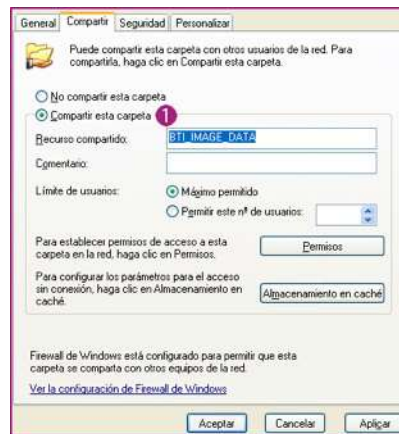 General Compartir Seguridad Personalizar
Puede compartir esta carpeta con otros usuarios de la red. Para
compartirla, haga clic en Compartir esta carpeta.
No compartir esta carpeta
Compartir esta carpeta 1
Recurso compartido: BTI_IMAGE_DATA
Comentario:
Límite de usuarios: Máximo permitido
Permitir este nº de usuarios:
Para establecer permisos de acceso a esta
carpeta en la red, haga clic en Permisos.
Permisos
Para configurar los parámetros para el acceso
sin conexión, haga clic en Almacenamiento en
caché.
Almacenamiento en caché
Firewall de Windows está configurado para permitir que esta
carpeta se comparta con otros equipos de la red.
Ver la configuración de Firewall de Windows
Aceptar Cancelar Aplicar